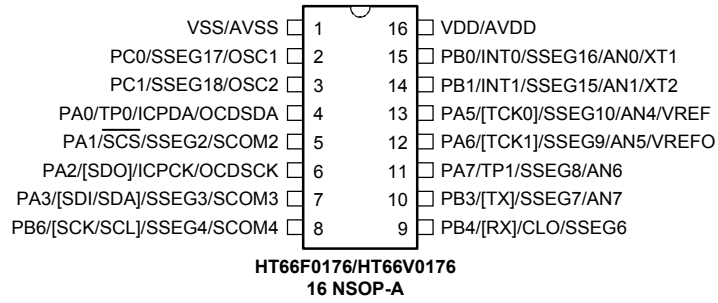 VSS/AVSS 1 16 VDD/AVDD
PC0/SSEG17/OSC1 2 15 PB0/INT0/SSEG16/AN0/XT1
PC1/SSEG18/OSC2 3 14 PB1/INT1/SSEG15/AN1/XT2
PA0/TP0/ICPDA/OCDSDA 4 13 PA5/[TCK0]/SSEG10/AN4/VREF
PA1/SCS/SSEG2/SCOM2 5 12 PA6/[TCK1]/SSEG9/AN5/VREFO
PA2/[SDO]/ICPCK/OCDSCK 6 11 PA7/TP1/SSEG8/AN6
PA3/[SDI/SDA]/SSEG3/SCOM3 7 10 PB3/[TX]/SSEG7/AN7
PB6/[SCK/SCL]/SSEG4/SCOM4 8 9 PB4/[RX]/CLO/SSEG6
HT66F0176/HT66V0176
16 NSOP-A